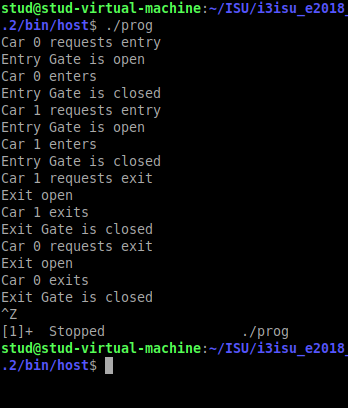 stud@stud-virtual-machine:~/ISU/i3isu_e2018_
.2/bin/host$ ./prog
Car 0 requests entry
Entry Gate is open
Car 0 enters
Entry Gate is closed
Car 1 requests entry
Entry Gate is open
Car 1 enters
Entry Gate is closed
Car 1 requests exit
Exit open
Car 1 exits
Exit Gate is closed
Car 0 requests exit
Exit open
Car 0 exits
Exit Gate is closed
^Z
[1]+  Stopped                 ./prog
stud@stud-virtual-machine:~/ISU/i3isu_e2018_
.2/bin/host$